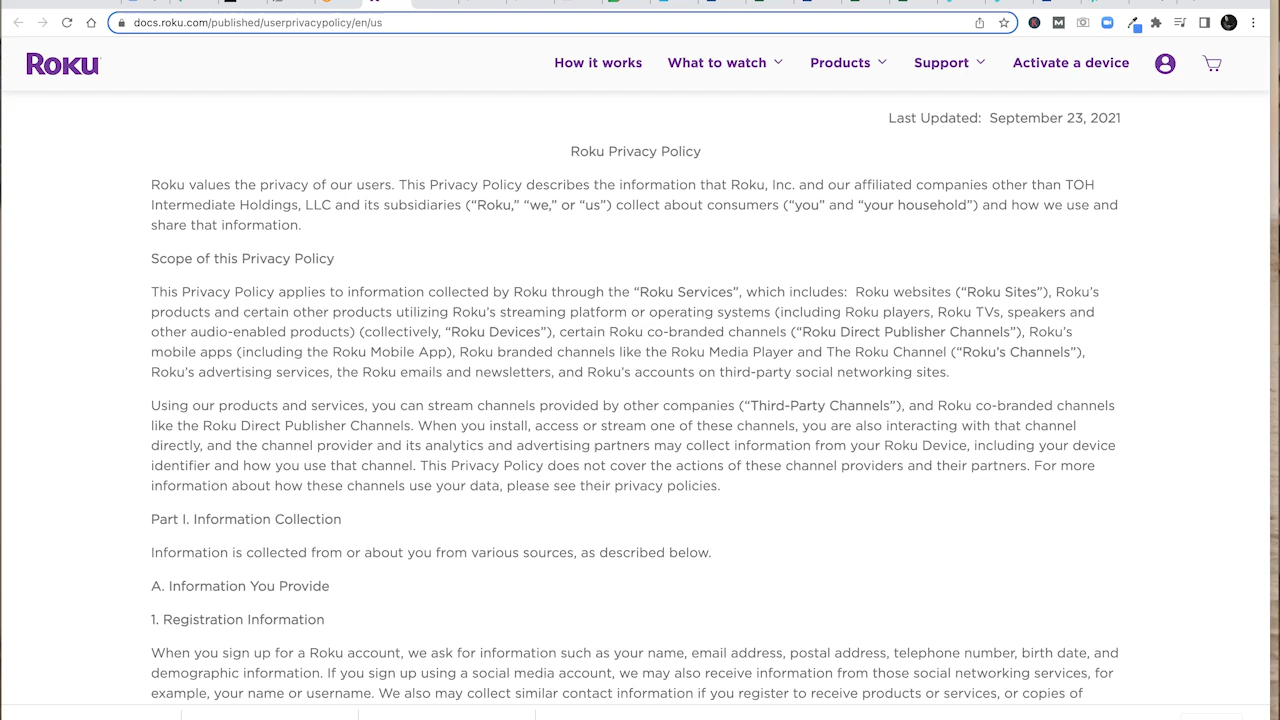 docs.roku.com/published/userprivacypolicy/en/us
Roku
How it works
What to watch
Products
Support
Activate a device
Last Updated:  September 23, 2021
Roku Privacy Policy
Roku values the privacy of our users. This Privacy Policy describes the information that Roku, Inc. and our affiliated companies other than TOH
Intermediate Holdings, LLC and its subsidiaries (“Roku,” “we,” or “us”) collect about consumers (“you” and “your household”) and how we use and
share that information.
Scope of this Privacy Policy
This Privacy Policy applies to information collected by Roku through the “Roku Services”, which includes:  Roku websites (“Roku Sites”), Roku’s
products and certain other products utilizing Roku’s streaming platform or operating systems (including Roku players, Roku TVs, speakers and
other audio-enabled products) (collectively, “Roku Devices”), certain Roku co-branded channels (“Roku Direct Publisher Channels”), Roku’s
mobile apps (including the Roku Mobile App), Roku branded channels like the Roku Media Player and The Roku Channel (“Roku’s Channels”),
Roku’s advertising services, the Roku emails and newsletters, and Roku’s accounts on third-party social networking sites.
Using our products and services, you can stream channels provided by other companies (“Third-Party Channels”), and Roku co-branded channels
like the Roku Direct Publisher Channels. When you install, access or stream one of these channels, you are also interacting with that channel
directly, and the channel provider and its analytics and advertising partners may collect information from your Roku Device, including your device
identifier and how you use that channel. This Privacy Policy does not cover the actions of these channel providers and their partners. For more
information about how these channels use your data, please see their privacy policies.
Part I. Information Collection
Information is collected from or about you from various sources, as described below.
A. Information You Provide
1. Registration Information
When you sign up for a Roku account, we ask for information such as your name, email address, postal address, telephone number, birth date, and
demographic information. If you sign up using a social media account, we may also receive information from those social networking services, for
example, your name or username. We also may collect similar contact information if you register to receive products or services, or copies of